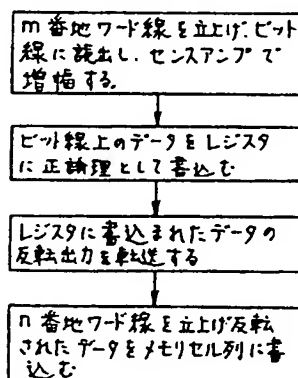 m番地ワード線を立上げ、ビット
線に読出し、センスアンプで
増幅する。
ビット線上のデータをレジスタ
に正論理として書込む
レジスタに書込まれたデータの
反転出力を転送する
n番地ワード線を立上げ反転
されたデータをメモリセル列に書
込む